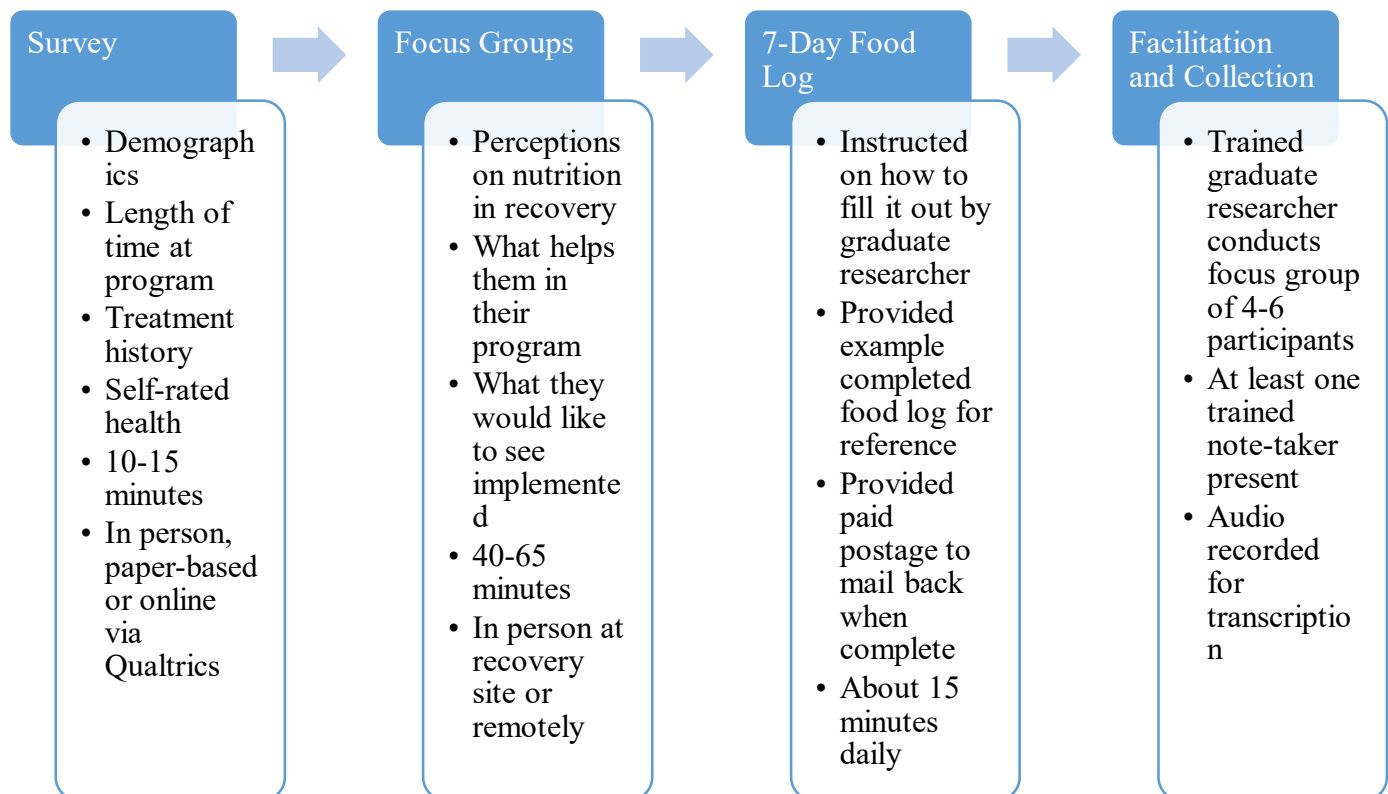 Survey
• Demograph
ics
• Length of
time at
program
• Treatment
history
• Self-rated
health
• 10-15
minutes
• In person,
paper-based
or online
via
Qualtrics
Focus Groups
• Perceptions
on nutrition
in recovery
• What helps
them in
their
program
• What they
would like
to see
implemente
d
• 40-65
minutes
• In person at
recovery
site or
remotely
7-Day Food
Log
• Instructed
on how to
fill it out by
graduate
researcher
• Provided
example
completed
food log for
reference
• Provided
paid
postage to
mail back
when
complete
• About 15
minutes
daily
Facilitation
and Collection
• Trained
graduate
researcher
conducts
focus group
of 4-6
participants
• At least one
trained
note-taker
present
• Audio
recorded
for
transcriptio
n